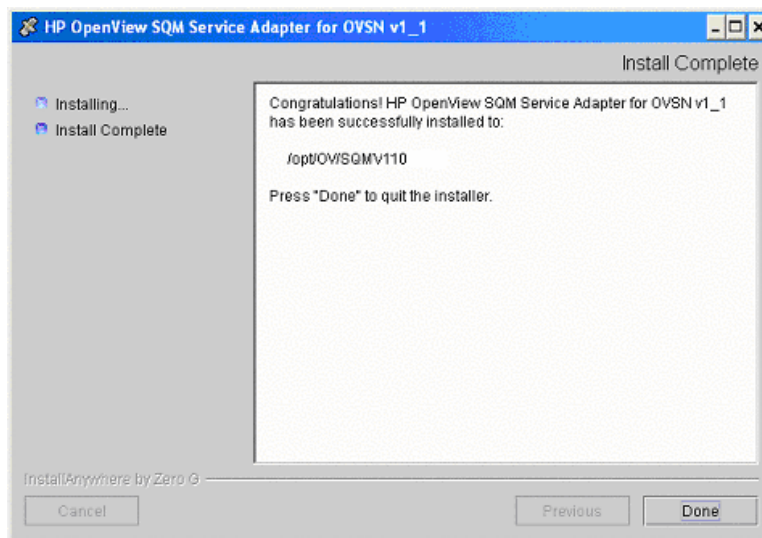 HP OpenView SQM Service Adapter for OVSN v1_1
Install Complete
Installing...
Install Complete
Congratulations! HP OpenView SQM Service Adapter for OVSN v1_1
has been successfully installed to:
/opt/OV/SQMV110
Press "Done" to quit the installer.
InstallAnywhere by Zero G
Cancel
Previous
Done